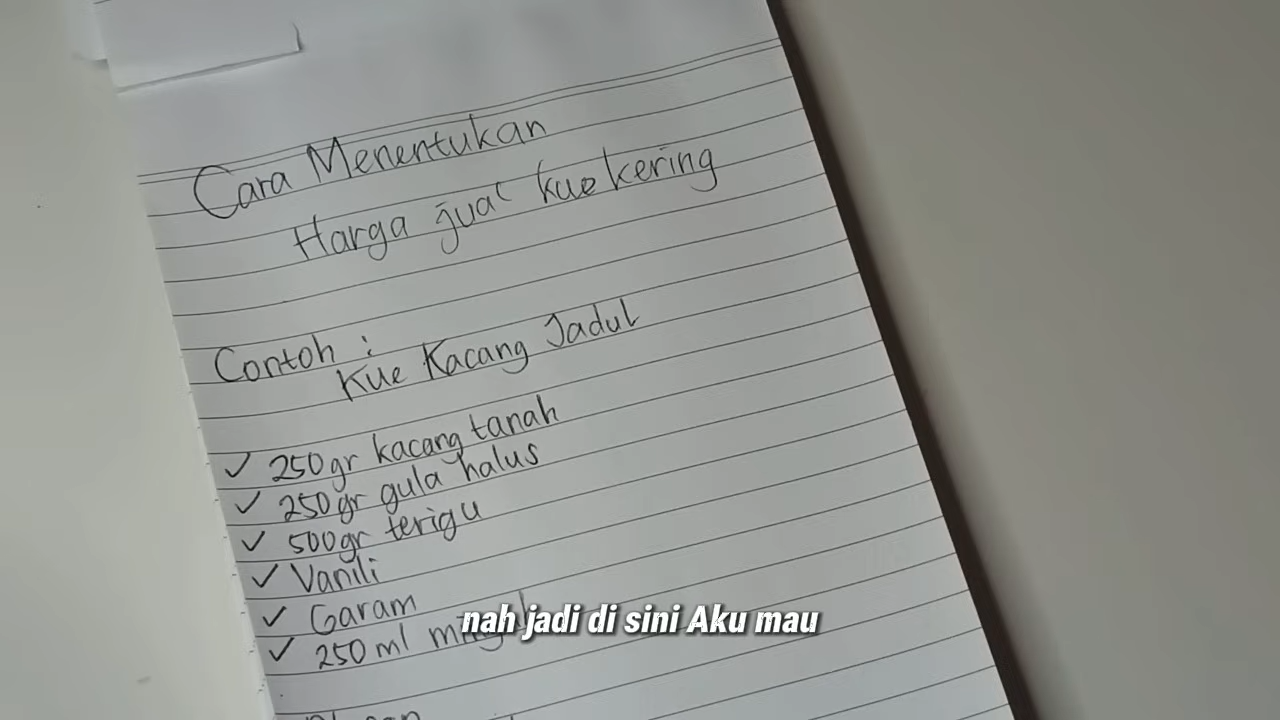 Cara Menentukan
Harga jual kue kering
Contoh :
Kue Kacang Jadul
✓ 250gr kacang tanah
✓ 250gr gula halus
✓ 500gr terigu
✓ Vanili
✓ Garam
✓ 250 ml
nah jadi di sini Aku mau